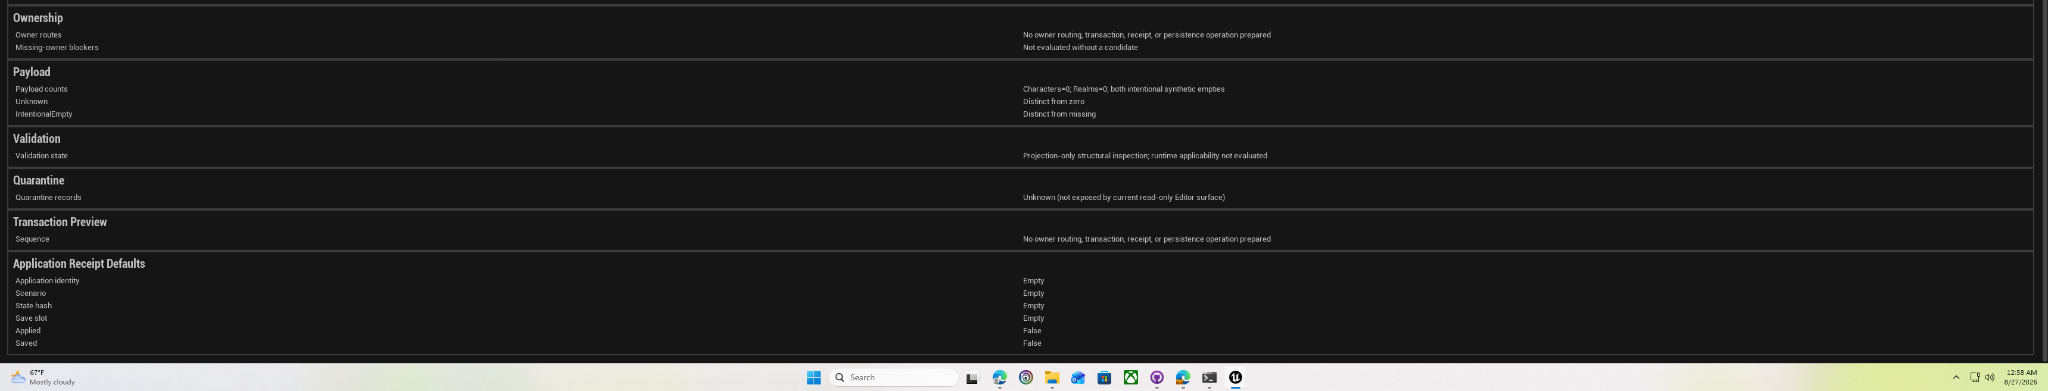 Ownership
Owner routes No owner routing, transaction, receipt, or persistence operation prepared
Missing-owner blockers Not evaluated without a candidate
Payload
Payload counts Characters=0; Realms=0; both intentional synthetic empties
Unknown Distinct from zero
IntentionalEmpty Distinct from missing
Validation
Validation state Projection-only structural inspection; runtime applicability not evaluated
Quarantine
Quarantine records Unknown (not exposed by current read-only Editor surface)
Transaction Preview
Sequence No owner routing, transaction, receipt, or persistence operation prepared
Application Receipt Defaults
Application identity Empty
Scenario Empty
State hash Empty
Save slot Empty
Applied False
Saved False
67°F
Mostly cloudy
Search
12:58 AM
8/27/2026